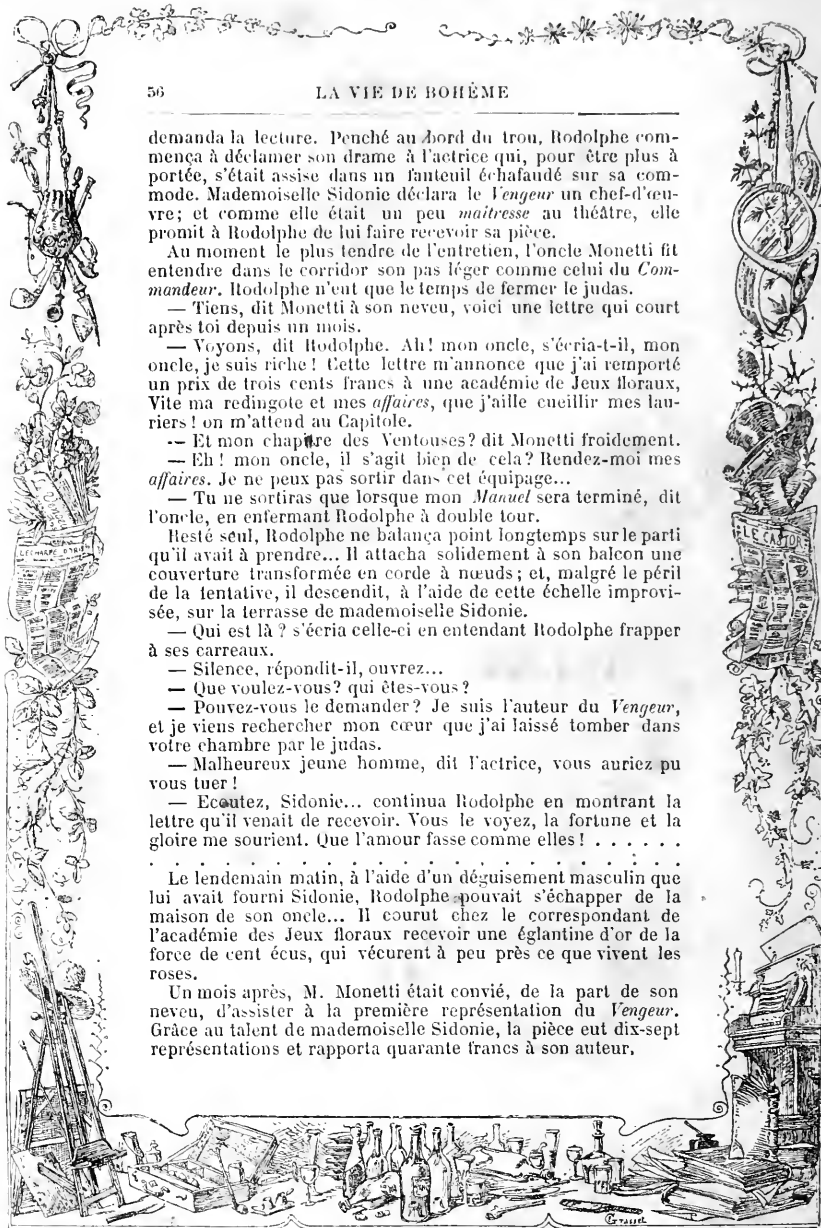 56 LA VIE DE BOHÈME
demanda la lecture. Penché au bord du trou, Rodolphe com-
mença à déclamer son drame à l'actrice qui, pour être plus à
portée, s'était assise dans un fauteuil échafaudé sur sa com-
mode. Mademoiselle Sidonie déclara le Vengeur un chef-d'œu-
vre; et comme elle était un peu maîtresse au théâtre, elle
promit à Rodolphe de lui faire recevoir sa pièce.
Au moment le plus tendre de l'entretien, l'oncle Monetti fit
entendre dans le corridor son pas léger comme celui du Com-
mandeur. Rodolphe n'eut que le temps de fermer le judas.
— Tiens, dit Monetti à son neveu, voici une lettre qui court
après toi depuis un mois.
— Voyons, dit Rodolphe. Ah! mon oncle, s'écria-t-il, mon
oncle, je suis riche! Cette lettre m'annonce que j'ai remporté
un prix de trois cents francs à une académie de Jeux floraux,
Vite ma redingote et mes affaires, que j'aille cueillir mes lau-
riers! on m'attend au Capitole.
— Et mon chapitre des Ventouses? dit Monetti froidement.
— Eh! mon oncle, il s'agit bien de cela? Rendez-moi mes
affaires. Je ne peux pas sortir dans cet équipage...
— Tu ne sortiras que lorsque mon Manuel sera terminé, dit
l'oncle, en enfermant Rodolphe à double tour.
Resté seul, Rodolphe ne balança point longtemps sur le parti
qu'il avait à prendre... Il attacha solidement à son balcon une
couverture transformée en corde à nœuds; et, malgré le péril
de la tentative, il descendit, à l'aide de cette échelle improvi-
sée, sur la terrasse de mademoiselle Sidonie.
— Qui est là? s'écria celle-ci en entendant Rodolphe frapper
à ses carreaux.
— Silence, répondit-il, ouvrez...
— Que voulez-vous? qui êtes-vous?
— Pouvez-vous le demander? Je suis l'auteur du Vengeur,
et je viens rechercher mon cœur que j'ai laissé tomber dans
votre chambre par le judas.
— Malheureux jeune homme, dit l'actrice, vous auriez pu
vous tuer!
— Ecoutez, Sidonie... continua Rodolphe en montrant la
lettre qu'il venait de recevoir. Vous le voyez, la fortune et la
gloire me sourient. Que l'amour fasse comme elles! . . . . . .
. . . . . . . . . . . . . . . . . . . . . . . . . .
Le lendemain matin, à l'aide d'un déguisement masculin que
lui avait fourni Sidonie, Rodolphe pouvait s'échapper de la
maison de son oncle... Il courut chez le correspondant de
l'académie des Jeux floraux recevoir une églantine d'or de la
force de cent écus, qui vécurent à peu près ce que vivent les
roses.
Un mois après, M. Monetti était convié, de la part de son
neveu, d'assister à la première représentation du Vengeur.
Grâce au talent de mademoiselle Sidonie, la pièce eut dix-sept
représentations et rapporta quarante francs à son auteur.
L'ECHARPE D'IRIS
LE CASTOR